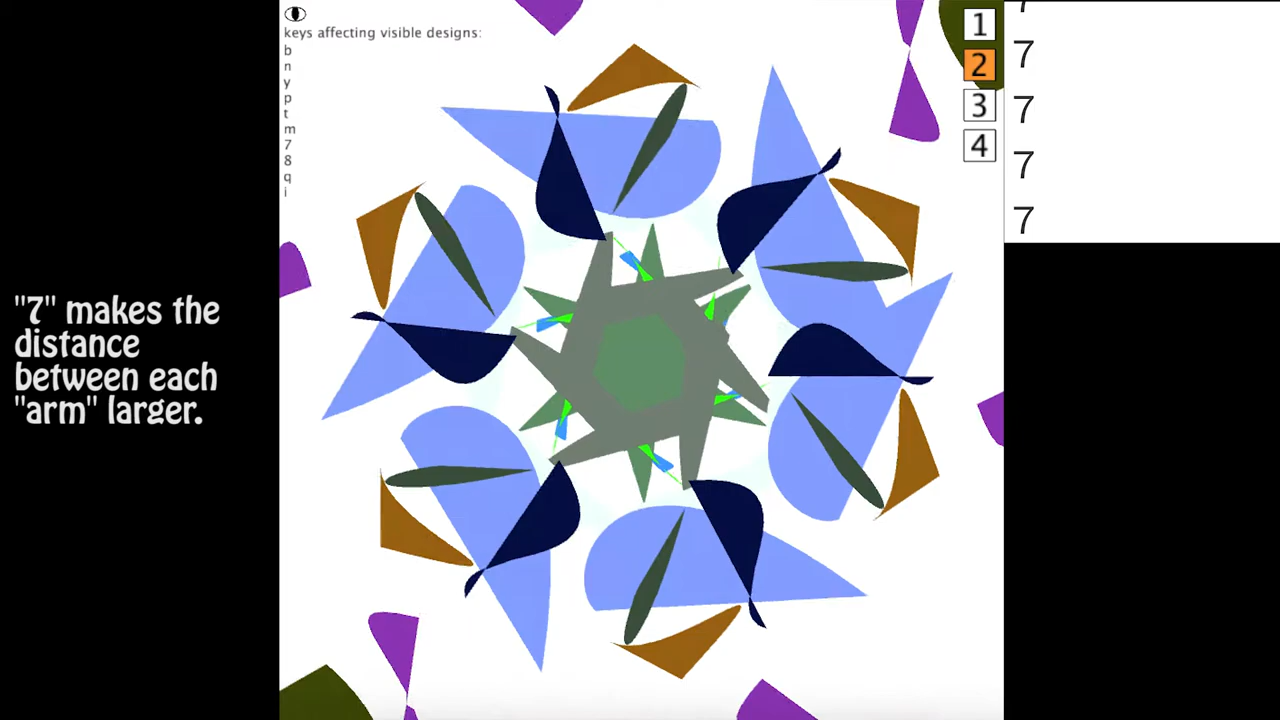 keys affecting visible designs:
b
n
y
p
t
m
7
8
q
i
"7" makes the
distance
between each
"arm" larger.
1
2
3
4
7
7
7
7